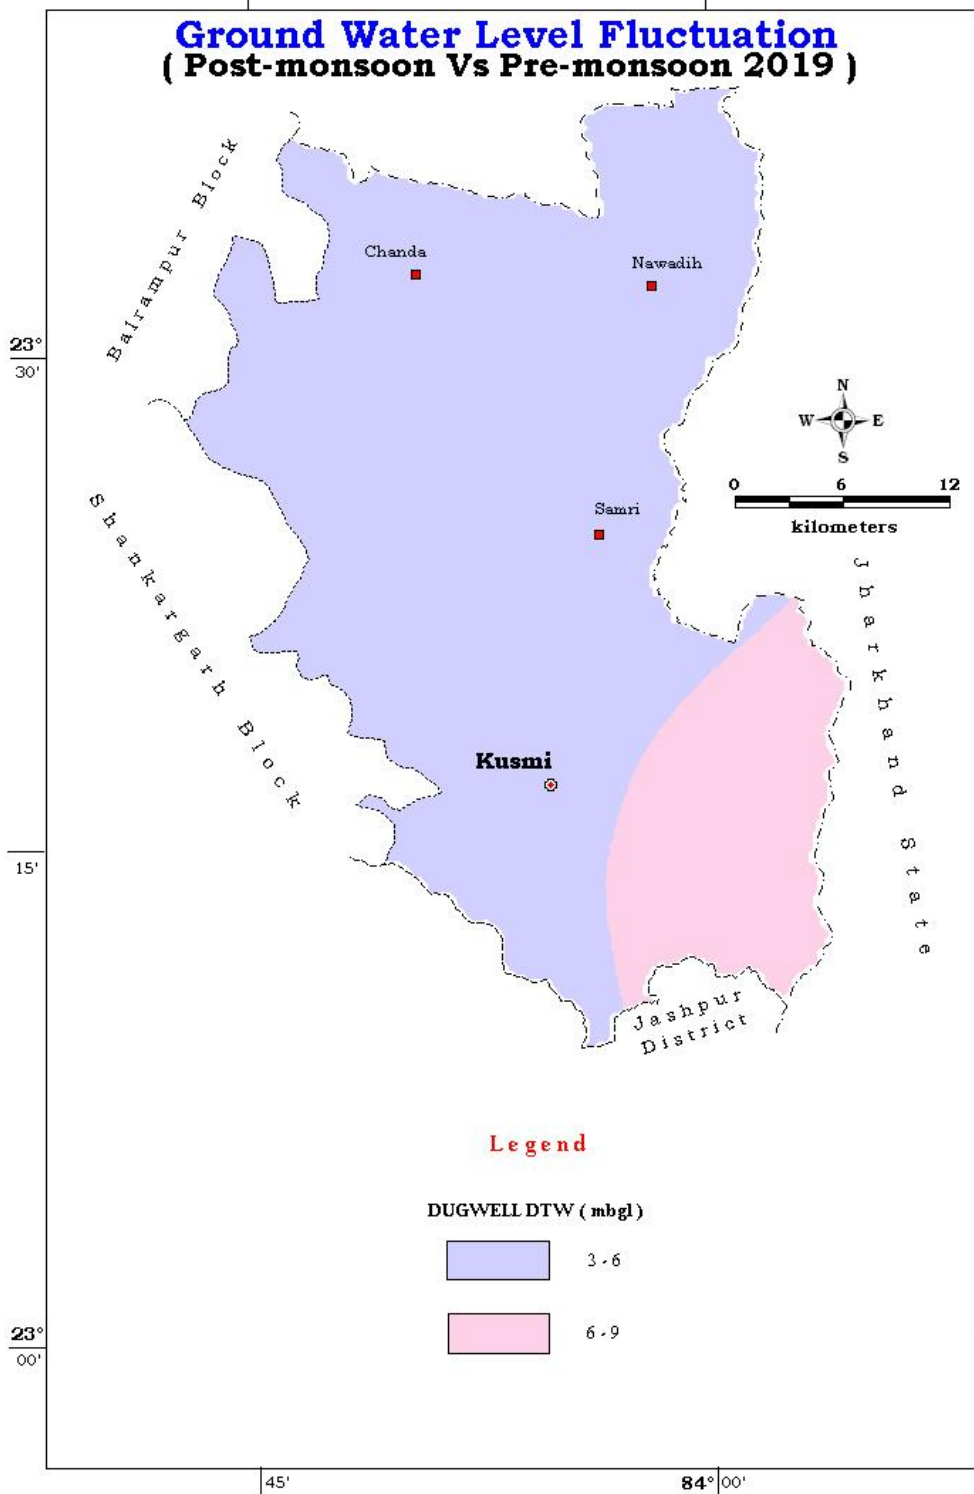 Ground Water Level Fluctuation
( Post-monsoon Vs Pre-monsoon 2019 )
Balrampur Block
Chanda
Nawadih
23°
30'
N
W E
S
0 6 12
kilometers
Shankargarh Block
Samri
Jharkhand State
Kusmi
15'
Jashpur
District
Legend
DUGWELL DTW ( mbgl )
3 - 6
6 - 9
23°
00'
45'
84° 00'